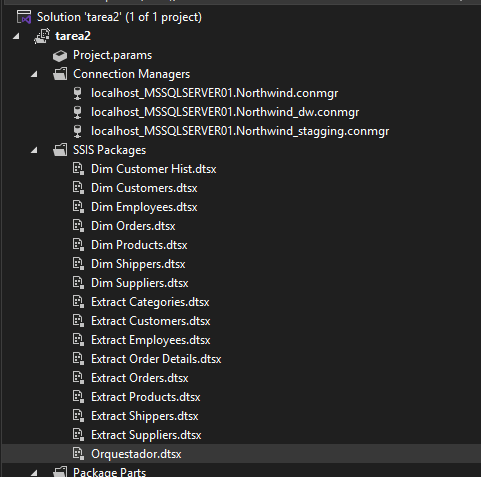 Solution 'tarea2' (1 of 1 project)
tarea2
Project.params
Connection Managers
localhost_MSSQLSERVER01.Northwind.conmgr
localhost_MSSQLSERVER01.Northwind_dw.conmgr
localhost_MSSQLSERVER01.Northwind_stagging.conmgr
SSIS Packages
Dim Customer Hist.dtsx
Dim Customers.dtsx
Dim Employees.dtsx
Dim Orders.dtsx
Dim Products.dtsx
Dim Shippers.dtsx
Dim Suppliers.dtsx
Extract Categories.dtsx
Extract Customers.dtsx
Extract Employees.dtsx
Extract Order Details.dtsx
Extract Orders.dtsx
Extract Products.dtsx
Extract Shippers.dtsx
Extract Suppliers.dtsx
Orquestador.dtsx
Package Parts